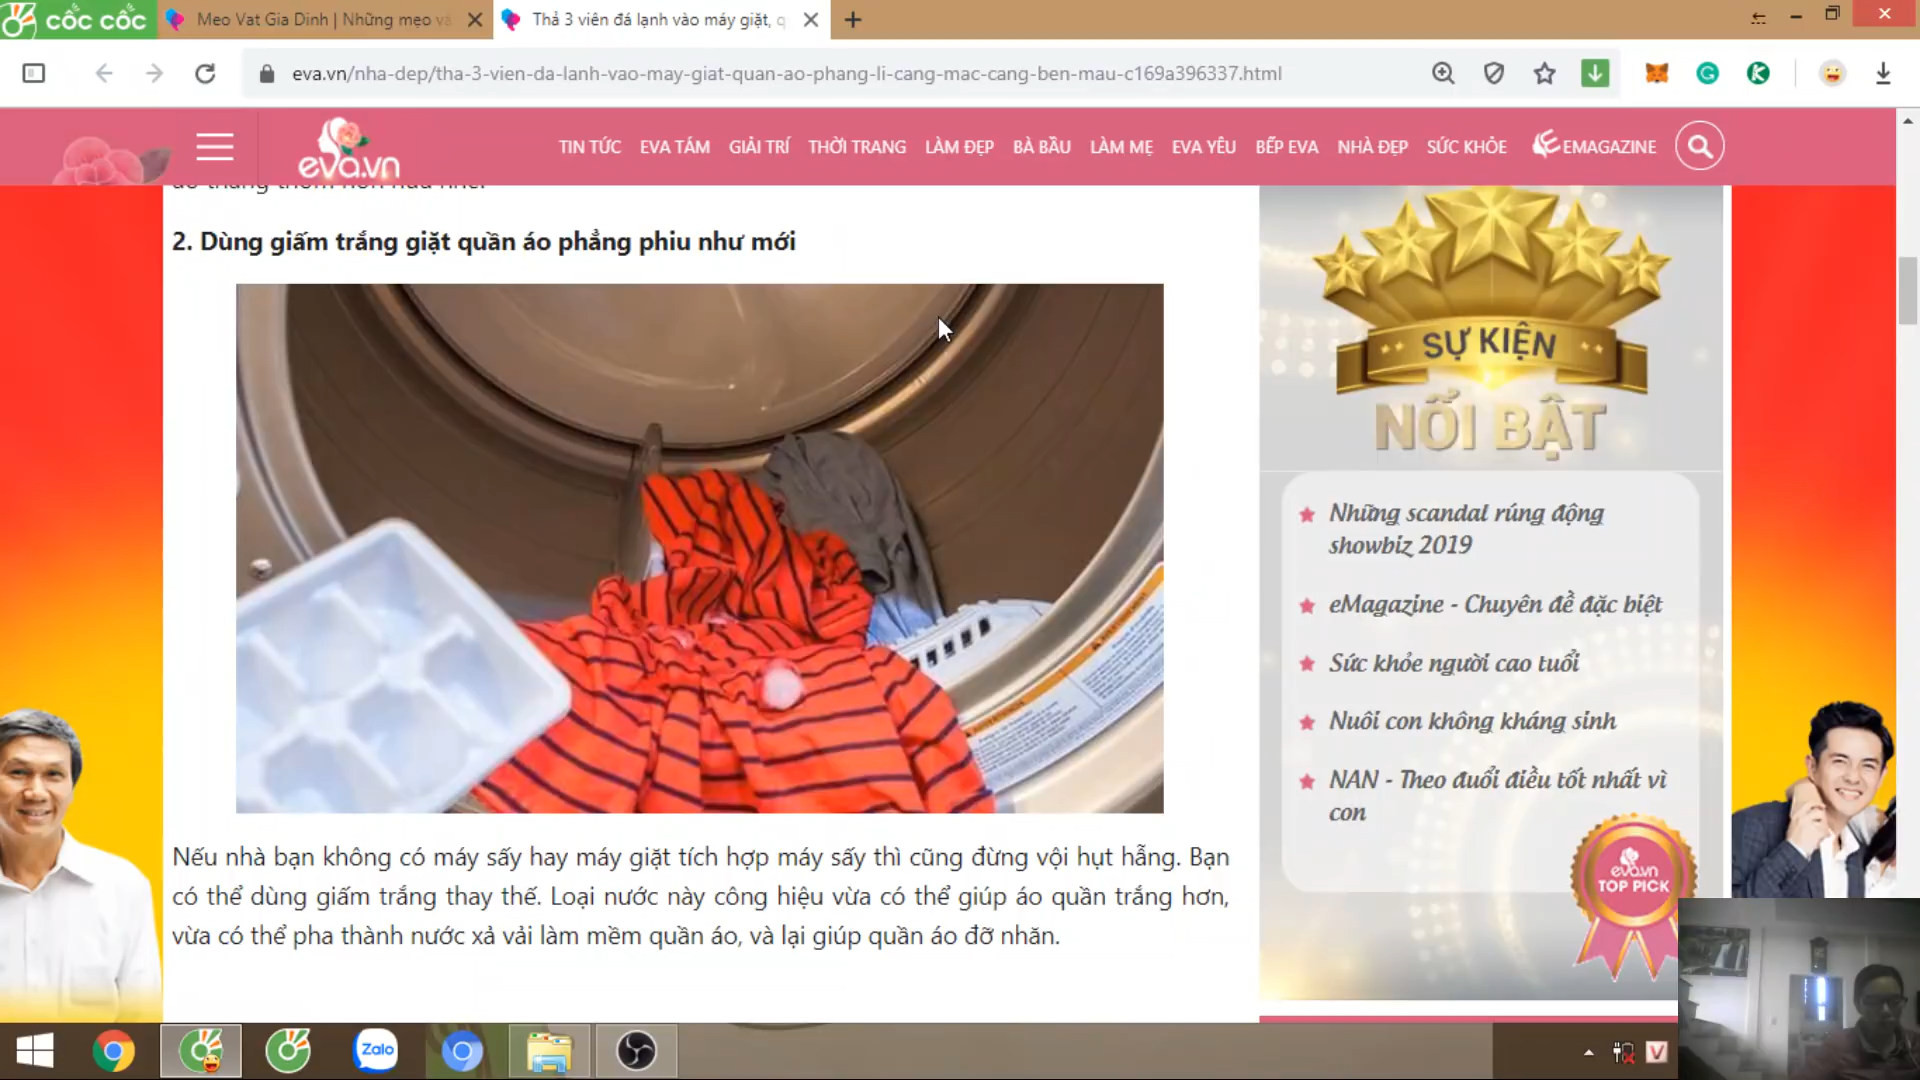 cốc cốc
Meo Vat Gia Dinh | Những mẹo vă
Thả 3 viên đá lạnh vào máy giặt, q
eva.vn/nha-dep/tha-3-vien-da-lanh-vao-may-giat-quan-ao-phang-li-cang-mac-cang-ben-mau-c169a396337.html
eva.vn
TIN TỨC EVA TÁM GIẢI TRÍ THỜI TRANG LÀM ĐẸP BÀ BẦU LÀM MẸ EVA YÊU BẾP EVA NHÀ ĐẸP SỨC KHỎE EMAGAZINE
2. Dùng giấm trắng giặt quần áo phẳng phiu như mới
Nếu nhà bạn không có máy sấy hay máy giặt tích hợp máy sấy thì cũng đừng vội hụt hẫng. Bạn
có thể dùng giấm trắng thay thế. Loại nước này công hiệu vừa có thể giúp áo quần trắng hơn,
vừa có thể pha thành nước xả vải làm mềm quần áo, và lại giúp quần áo đỡ nhăn.
SỰ KIỆN
NỔI BẬT
Những scandal rúng động
showbiz 2019
eMagazine - Chuyên đề đặc biệt
Sức khỏe người cao tuổi
Nuôi con không kháng sinh
NAN - Theo đuổi điều tốt nhất vì
con
eva.vn
TOP PICK
Zalo